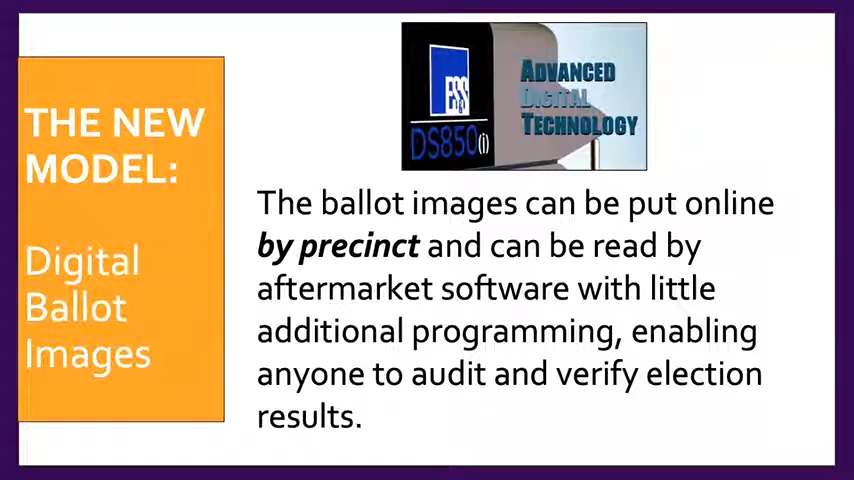 THE NEW
MODEL:
Digital
Ballot
Images
ES&S
DS850(i)
ADVANCED
DIGITAL
TECHNOLOGY
The ballot images can be put online
by precinct and can be read by
aftermarket software with little
additional programming, enabling
anyone to audit and verify election
results.